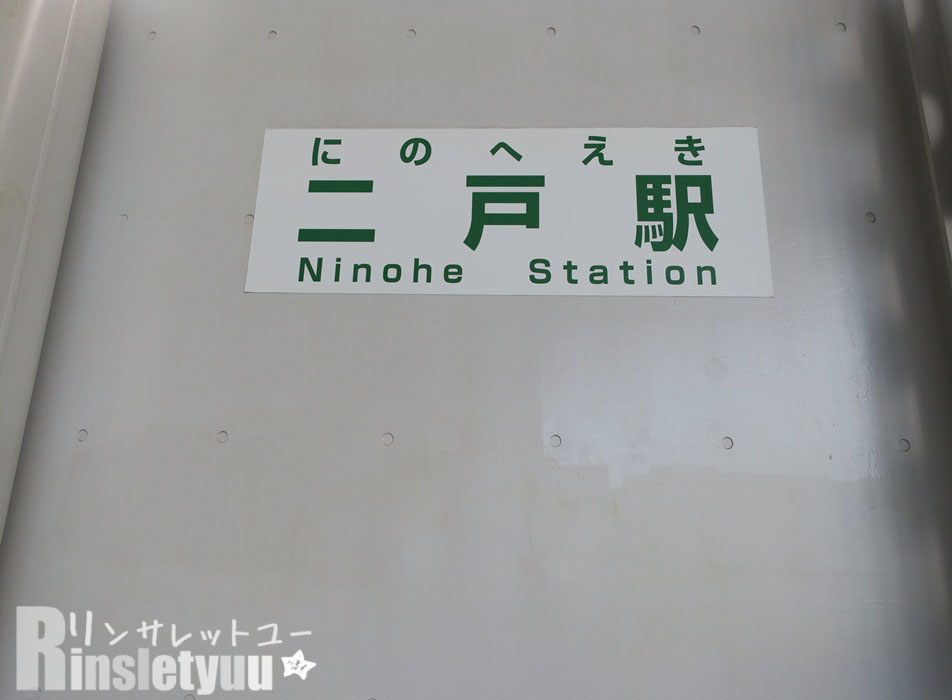 にのへえき
二戸駅
Ninohe Station
リンサレットユー
Rinsletyuu